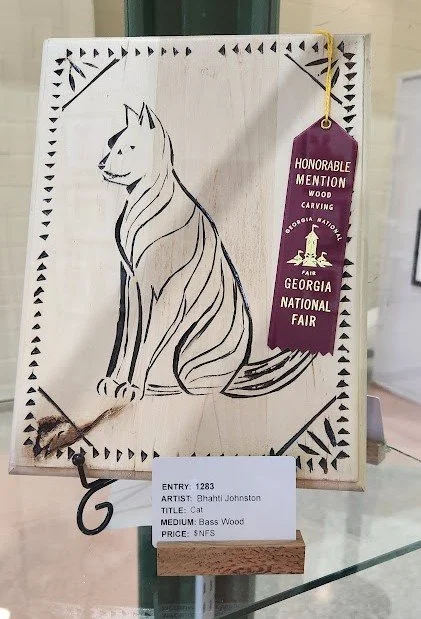 HONORABLE
MENTION
WOOD
CARVING
GEORGIA NATIONAL
FAIR
GEORGIA
NATIONAL
FAIR
ENTRY: 1283
ARTIST: Bhahti Johnston
TITLE: Cat
MEDIUM: Bass Wood
PRICE: $NFS